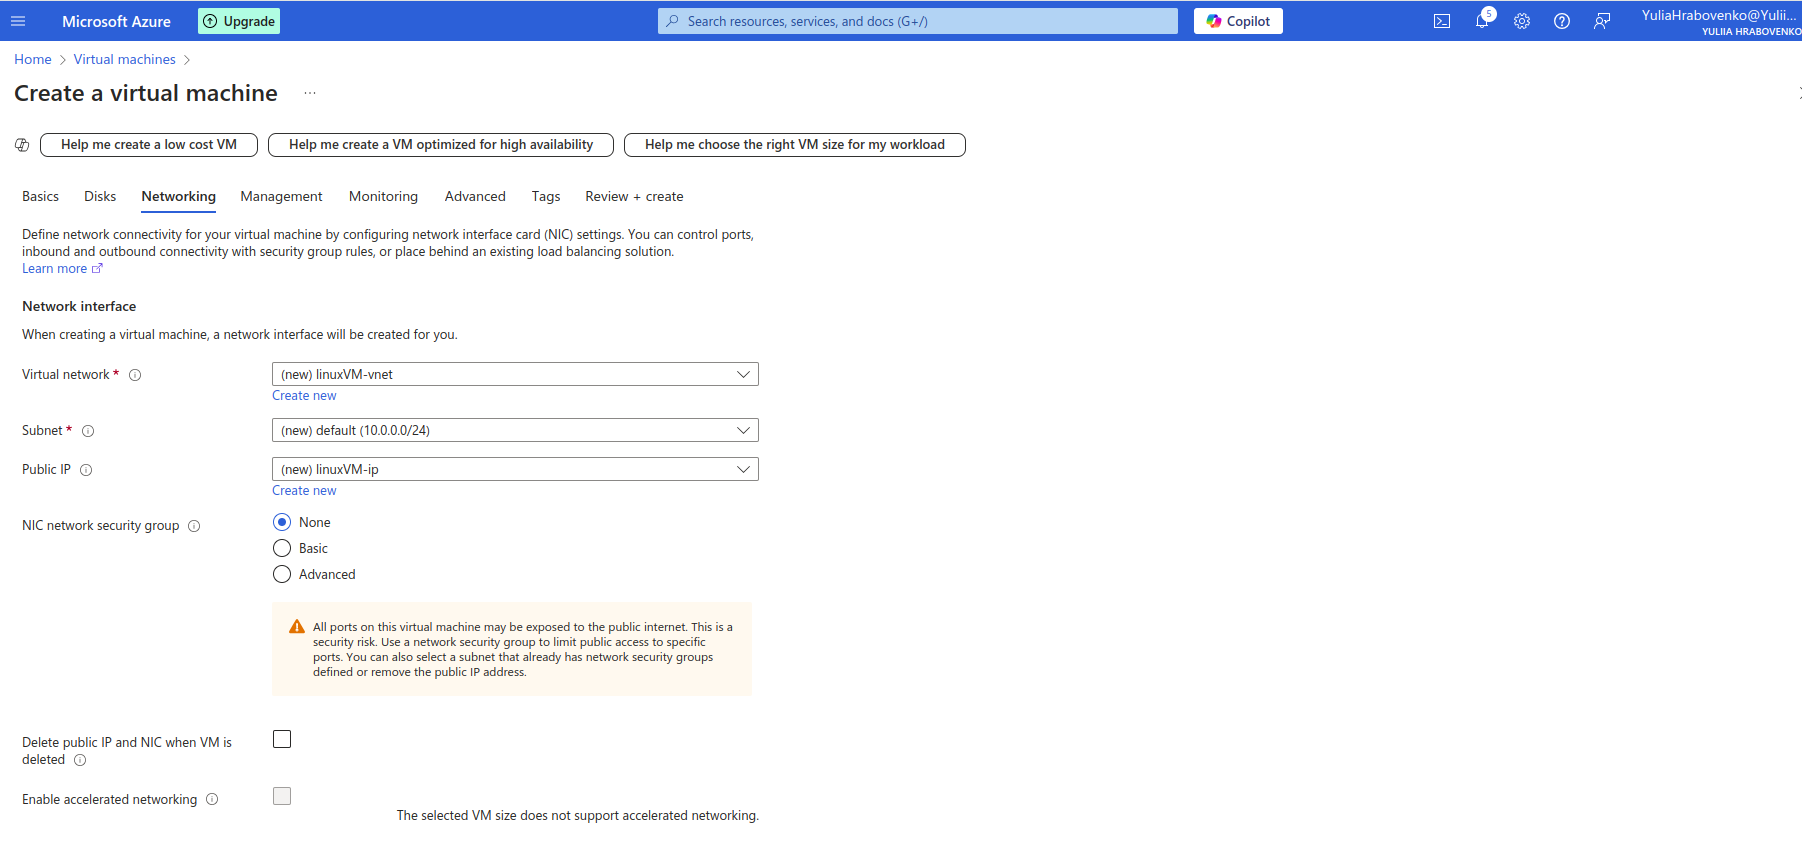 Microsoft Azure
Upgrade
Search resources, services, and docs (G+/)
Copilot
5
YuliaHrabovenko@Yulii...
YULIIA HRABOVENKO
Home
Virtual machines
Create a virtual machine
...
Help me create a low cost VM
Help me create a VM optimized for high availability
Help me choose the right VM size for my workload
Basics
Disks
Networking
Management
Monitoring
Advanced
Tags
Review + create
Define network connectivity for your virtual machine by configuring network interface card (NIC) settings. You can control ports,
inbound and outbound connectivity with security group rules, or place behind an existing load balancing solution.
Learn more
Network interface
When creating a virtual machine, a network interface will be created for you.
Virtual network *
(new) linuxVM-vnet
Create new
Subnet *
(new) default (10.0.0.0/24)
Public IP
(new) linuxVM-ip
Create new
NIC network security group
None
Basic
Advanced
All ports on this virtual machine may be exposed to the public internet. This is a
security risk. Use a network security group to limit public access to specific
ports. You can also select a subnet that already has network security groups
defined or remove the public IP address.
Delete public IP and NIC when VM is
deleted
Enable accelerated networking
The selected VM size does not support accelerated networking.